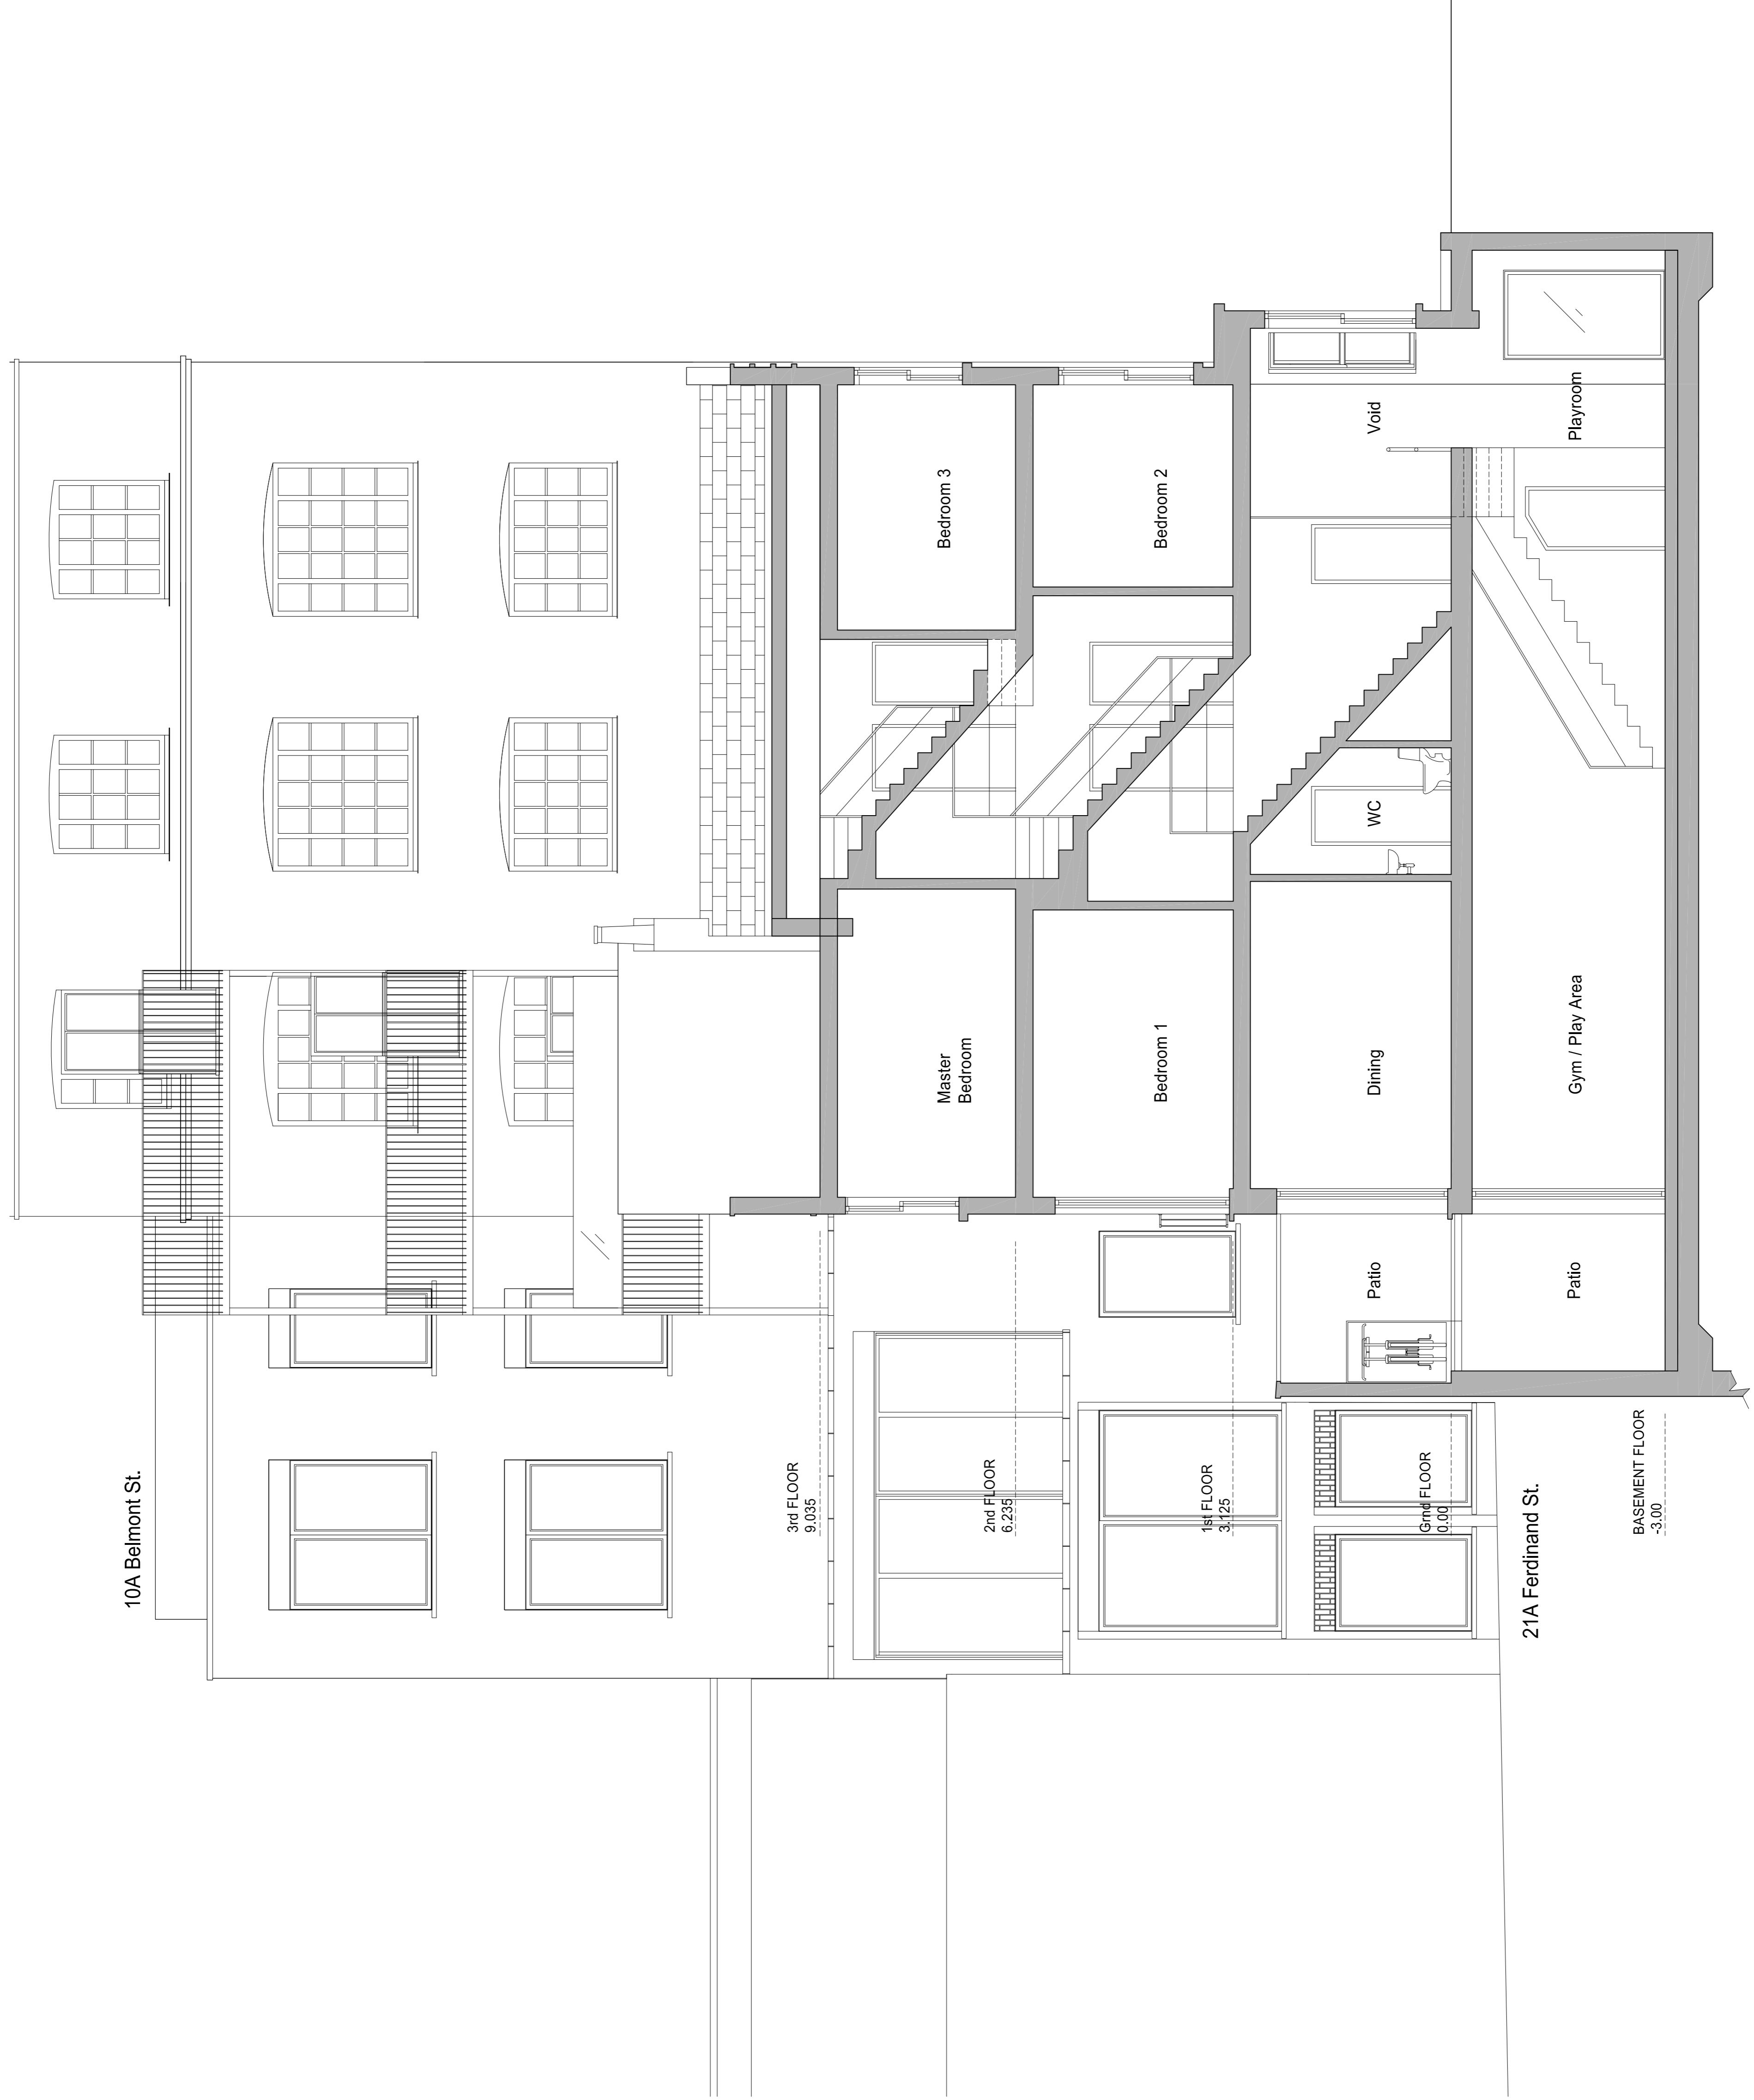 10A Belmont St.
3rd FLOOR
9.035
Master
Bedroom
Bedroom 3
2nd FLOOR
6.235
Bedroom 1
Bedroom 2
1st FLOOR
3.125
Patio
Dining
WC
Void
Grnd FLOOR
0.00
21A Ferdinand St.
Patio
Gym / Play Area
Playroom
BASEMENT FLOOR
-3.00